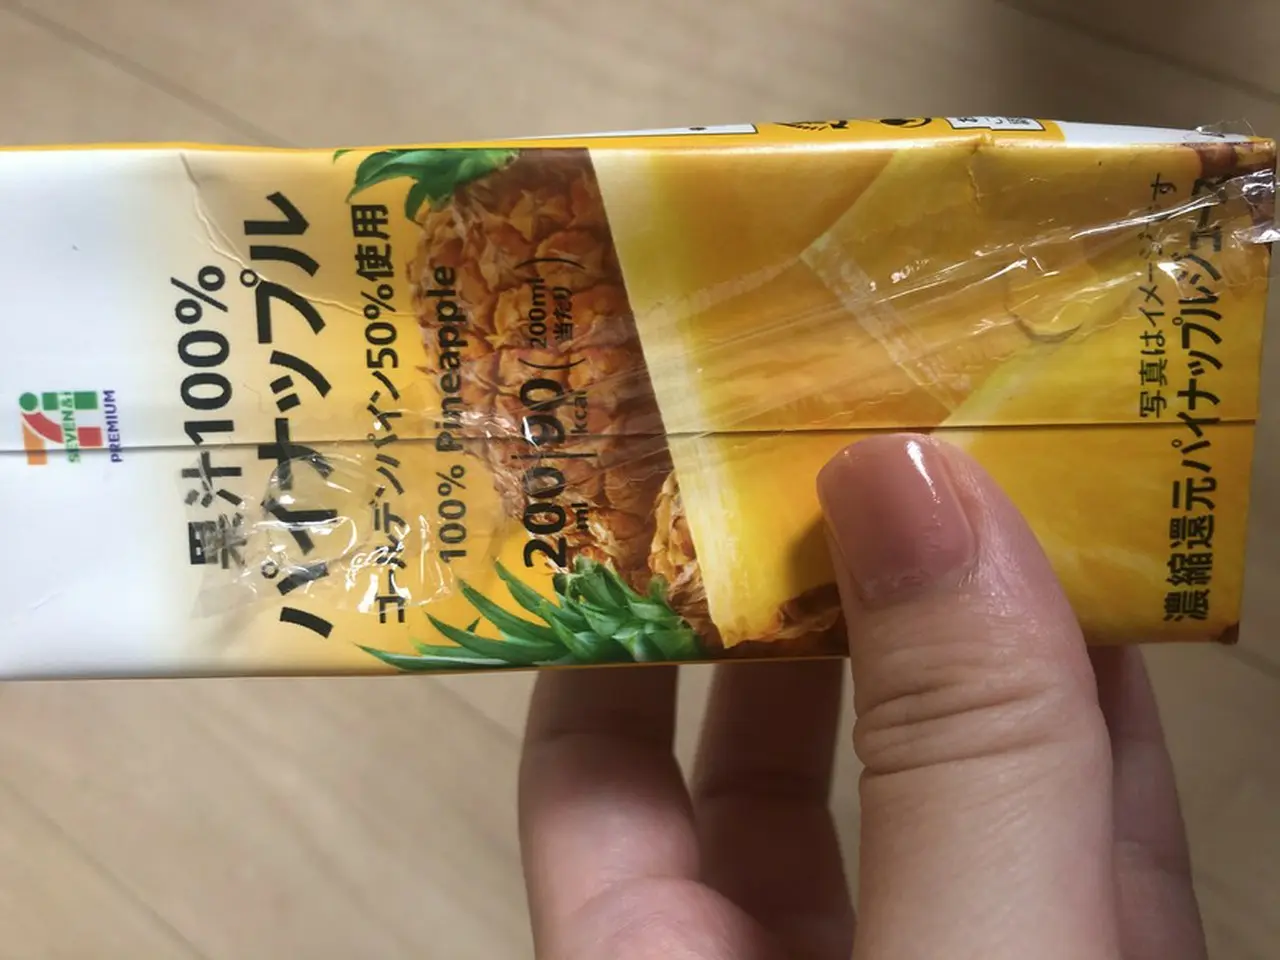 SEVEN&i
PREMIUM
果汁100%
パイナップル
ゴールデンパイン50%使用
100% Pineapple
200ml 90kcal (200ml当たり)
写真はイメージです
濃縮還元パイナップルジュース